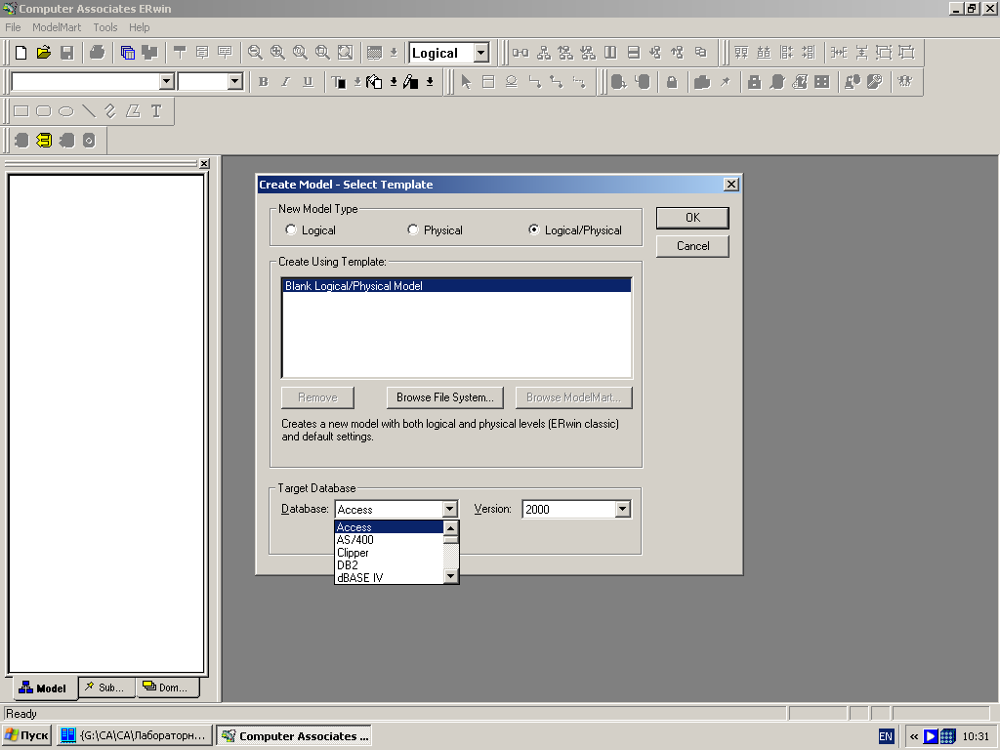 Computer Associates ERwin
File ModelMart Tools Help
Logical
B I U T
T
Create Model - Select Template
New Model Type
Logical Physical Logical/Physical
OK
Cancel
Create Using Template:
Blank Logical/Physical Model
Remove Browse File System... Browse ModelMart...
Creates a new model with both logical and physical levels (ERwin classic)
and default settings.
Target Database
Database: Access Version: 2000
Access
AS/400
Clipper
DB2
dBASE IV
Model Sub... Dom...
Ready
Пуск {G:\CA\CA\Лабораторн... Computer Associates ... EN « 10:31